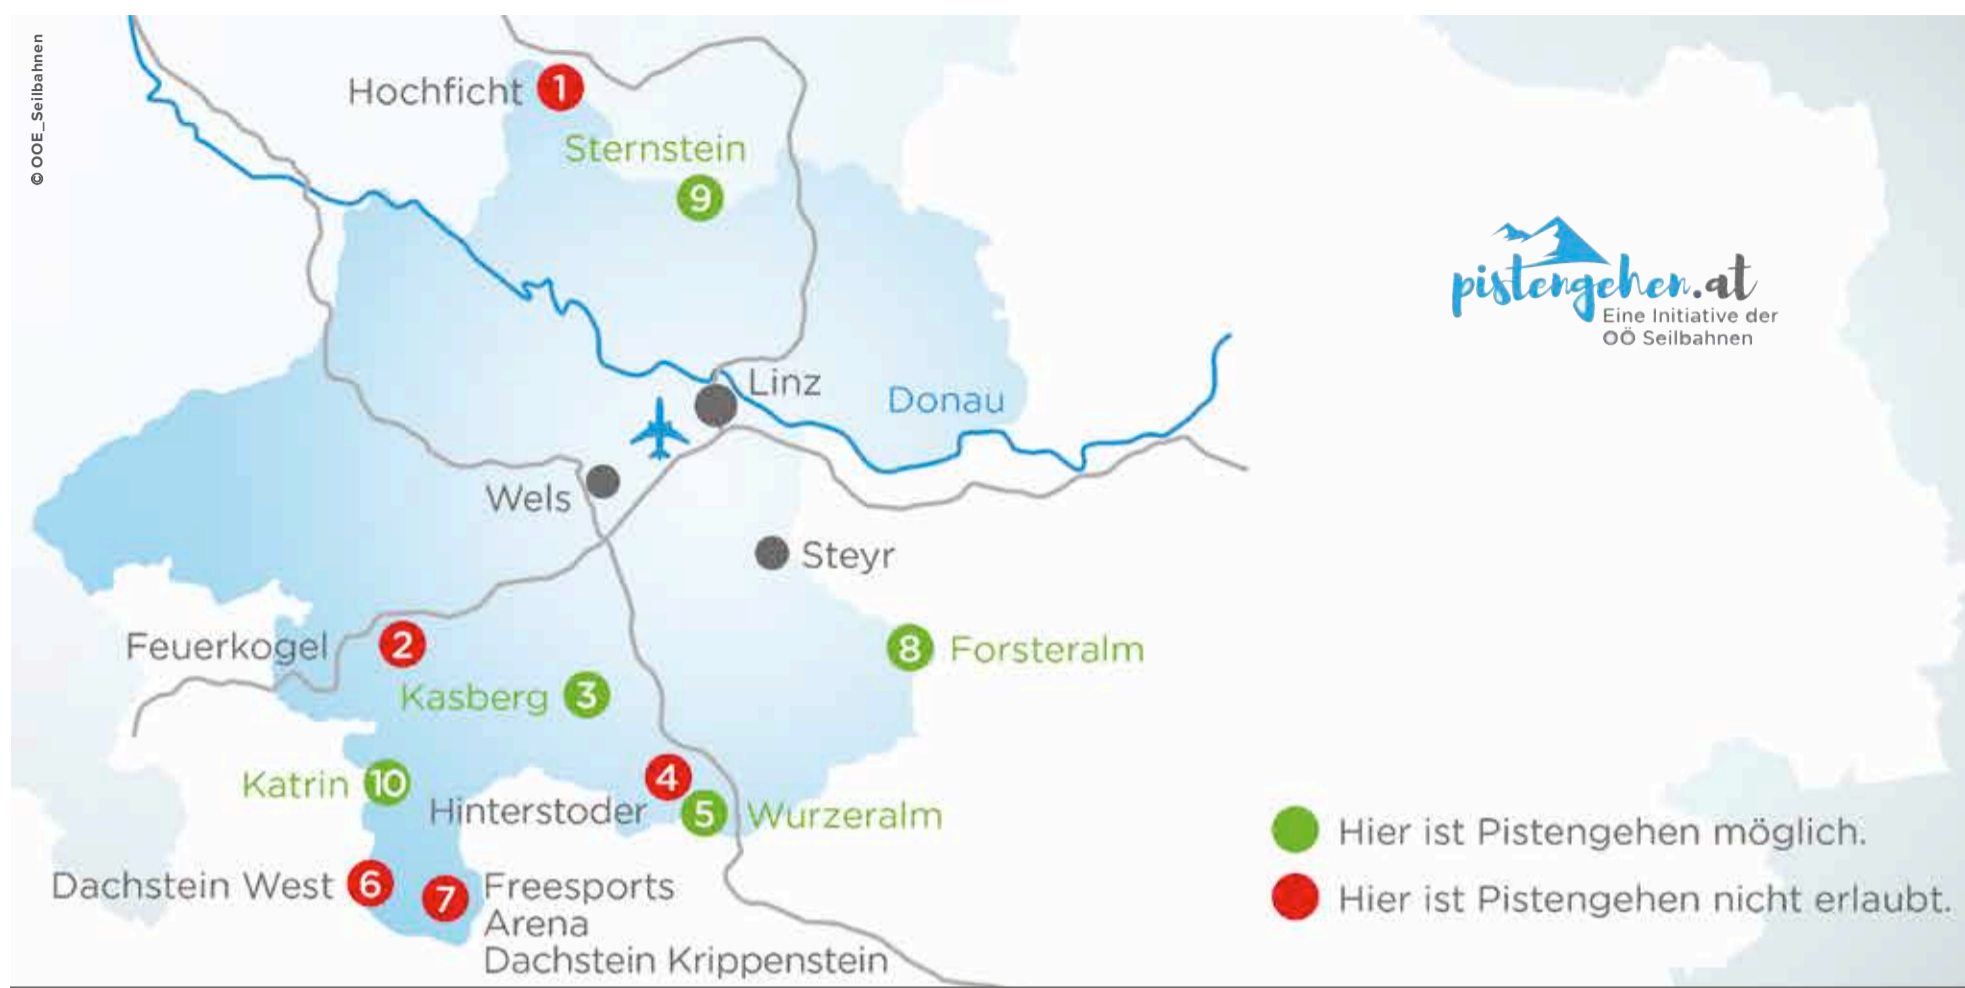 © OOE_Seilbahnen
Hochficht 1
Sternstein
9
pistengehen.at
Eine Initiative der
OÖ Seilbahnen
Linz
Donau
Wels
Steyr
Feuerkogel 2
8 Forsteralm
Kasberg 3
Katrin 10
4
Hinterstoder
5 Wurzeralm
Hier ist Pistengehen möglich.
Dachstein West 6
7 Freesports
Arena
Dachstein Krippenstein
Hier ist Pistengehen nicht erlaubt.